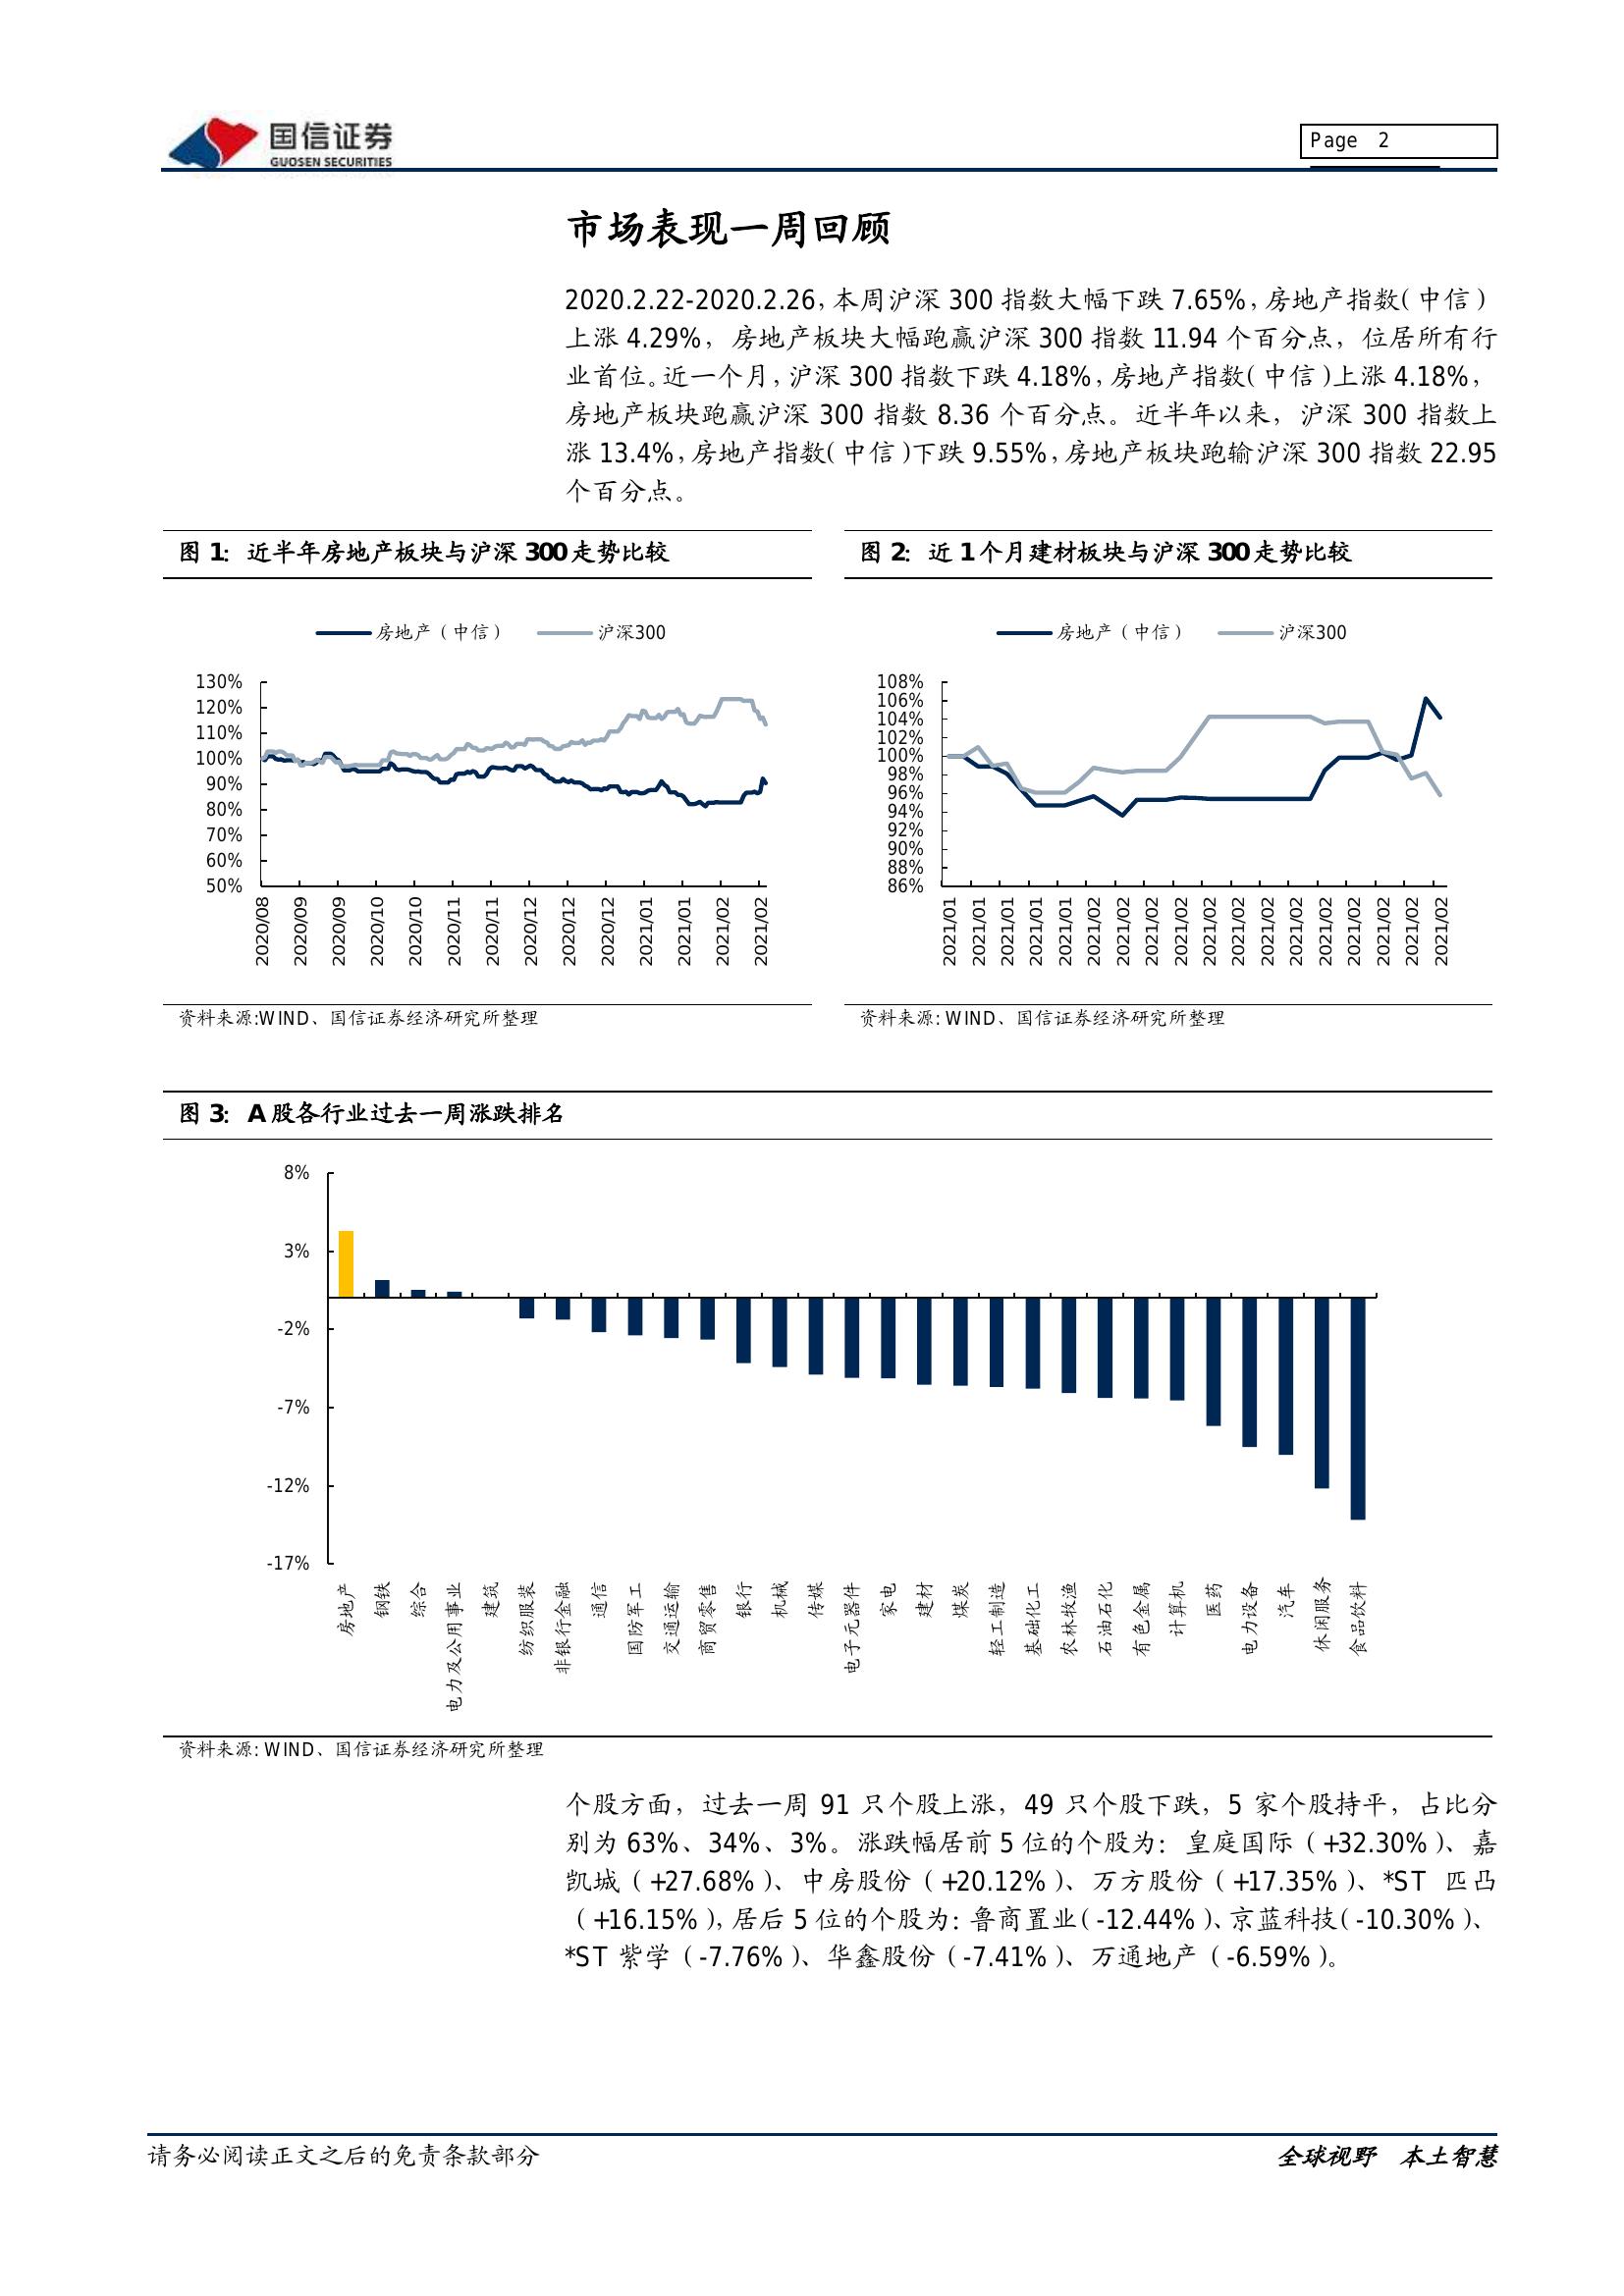 国信证券
GUOSEN SECURITIES
Page 2
市场表现一周回顾
2020.2.22-2020.2.26，本周沪深 300 指数大幅下跌 7.65%，房地产指数（中信）
上涨 4.29%，房地产板块大幅跑赢沪深 300 指数 11.94 个百分点，位居所有行
业首位。近一个月，沪深 300 指数下跌 4.18%，房地产指数（中信）上涨 4.18%，
房地产板块跑赢沪深 300 指数 8.36 个百分点。近半年以来，沪深 300 指数上
涨 13.4%，房地产指数（中信）下跌 9.55%，房地产板块跑输沪深 300 指数 22.95
个百分点。
图 1：近半年房地产板块与沪深 300 走势比较
房地产（中信） 沪深300
130%
120%
110%
100%
90%
80%
70%
60%
50%
2020/08 2020/09 2020/09 2020/10 2020/10 2020/11 2020/11 2020/12 2020/12 2020/12 2021/01 2021/01 2021/02 2021/02
资料来源:WIND、国信证券经济研究所整理
图 2：近 1 个月建材板块与沪深 300 走势比较
房地产（中信） 沪深300
108%
106%
104%
102%
100%
98%
96%
94%
92%
90%
88%
86%
2021/01 2021/01 2021/01 2021/01 2021/01 2021/02 2021/02 2021/02 2021/02 2021/02 2021/02 2021/02 2021/02 2021/02 2021/02 2021/02 2021/02 2021/02
资料来源: WIND、国信证券经济研究所整理
图 3：A 股各行业过去一周涨跌排名
8%
3%
-2%
-7%
-12%
-17%
房地产 钢铁 综合 电力及公用事业 建筑 纺织服装 非银行金融 通信 国防军工 交通运输 商贸零售 银行 机械 传媒 电子元器件 家电 建材 煤炭 轻工制造 基础化工 农林牧渔 石油石化 有色金属 计算机 医药 电力设备 汽车 休闲服务 食品饮料
资料来源: WIND、国信证券经济研究所整理
个股方面，过去一周 91 只个股上涨，49 只个股下跌，5 家个股持平，占比分
别为 63%、34%、3%。涨跌幅居前 5 位的个股为：皇庭国际（+32.30%）、嘉
凯城（+27.68%）、中房股份（+20.12%）、万方股份（+17.35%）、*ST 匹凸
（+16.15%），居后 5 位的个股为：鲁商置业（-12.44%）、京蓝科技（-10.30%）、
*ST 紫学（-7.76%）、华鑫股份（-7.41%）、万通地产（-6.59%）。
请务必阅读正文之后的免责条款部分
全球视野 本土智慧